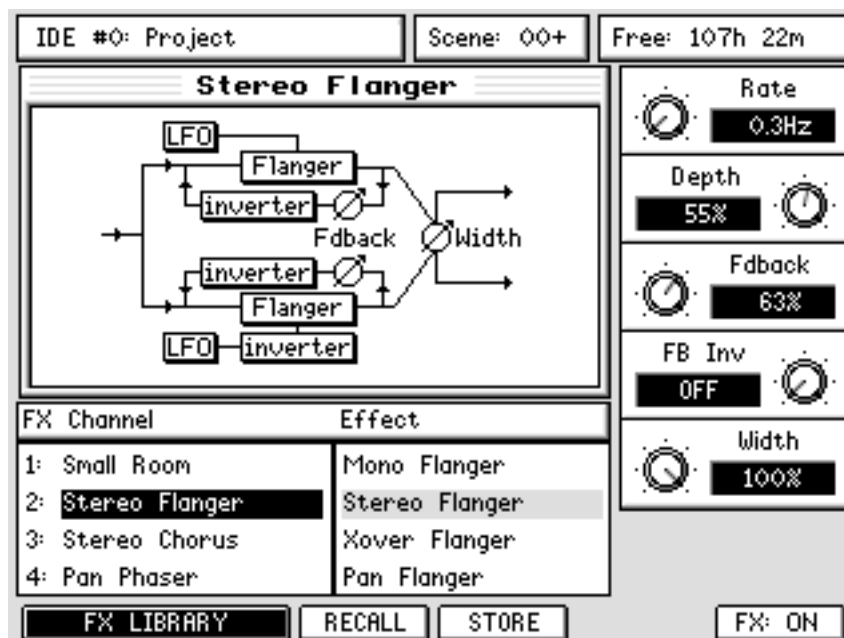 IDE #0: Project
Scene: 00+
Free: 107h 22m
Stereo Flanger
LFO
Flanger
inverter
Fdback
Width
inverter
Flanger
LFO
inverter
Rate
0.3Hz
Depth
55%
Fdback
63%
FB Inv
OFF
Width
100%
FX Channel
Effect
1: Small Room
Mono Flanger
2: Stereo Flanger
Stereo Flanger
3: Stereo Chorus
Xover Flanger
4: Pan Phaser
Pan Flanger
FX LIBRARY
RECALL
STORE
FX: ON